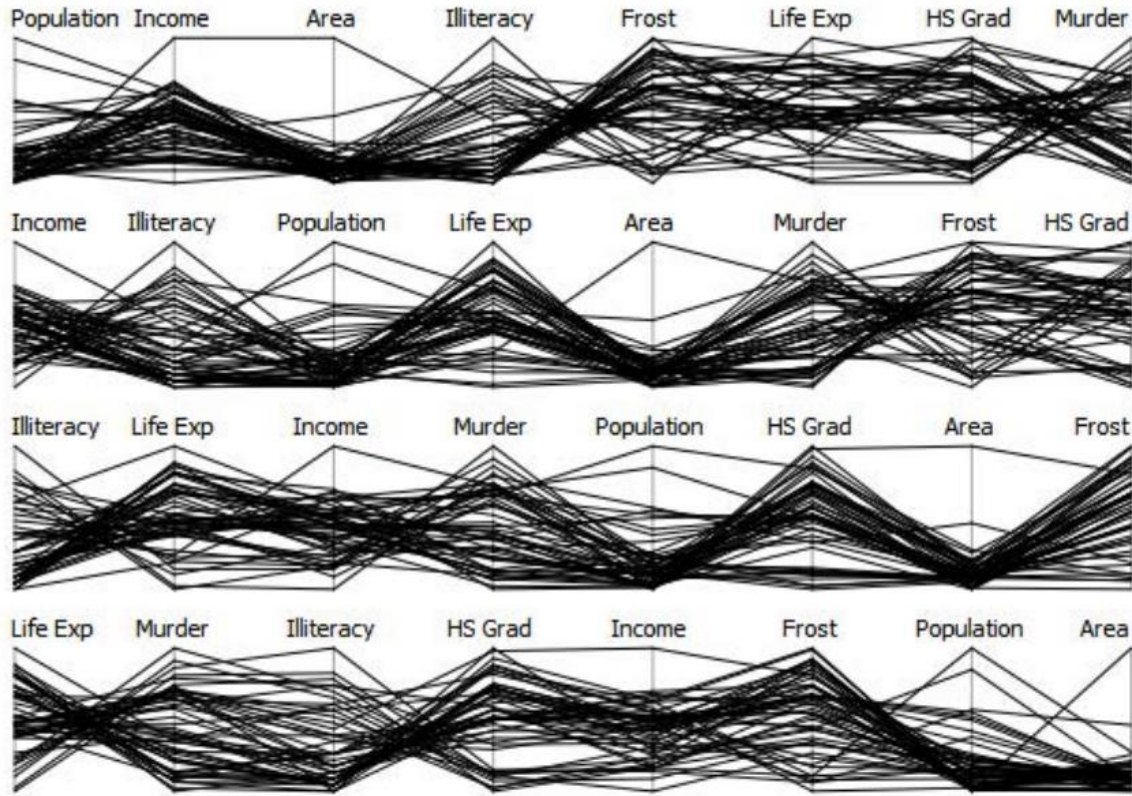 Population Income Area Illiteracy Frost Life Exp HS Grad Murder
Income Illiteracy Population Life Exp Area Murder Frost HS Grad
Illiteracy Life Exp Income Murder Population HS Grad Area Frost
Life Exp Murder Illiteracy HS Grad Income Frost Population Area